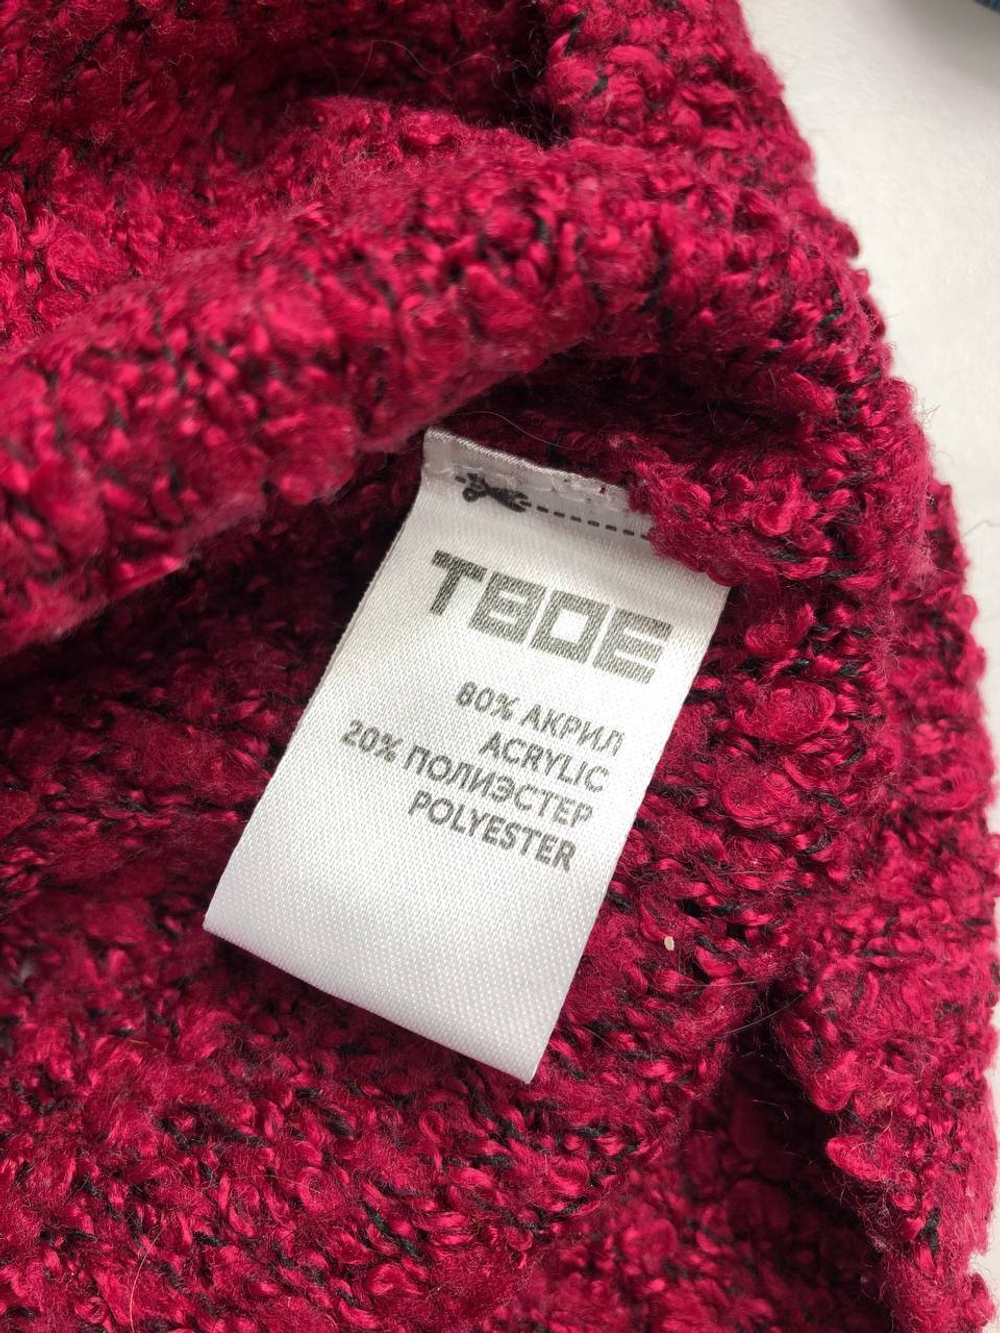 ТВОЕ
80% АКРИЛ
ACRYLIC
20% ПОЛИЭСТЕР
POLYESTER